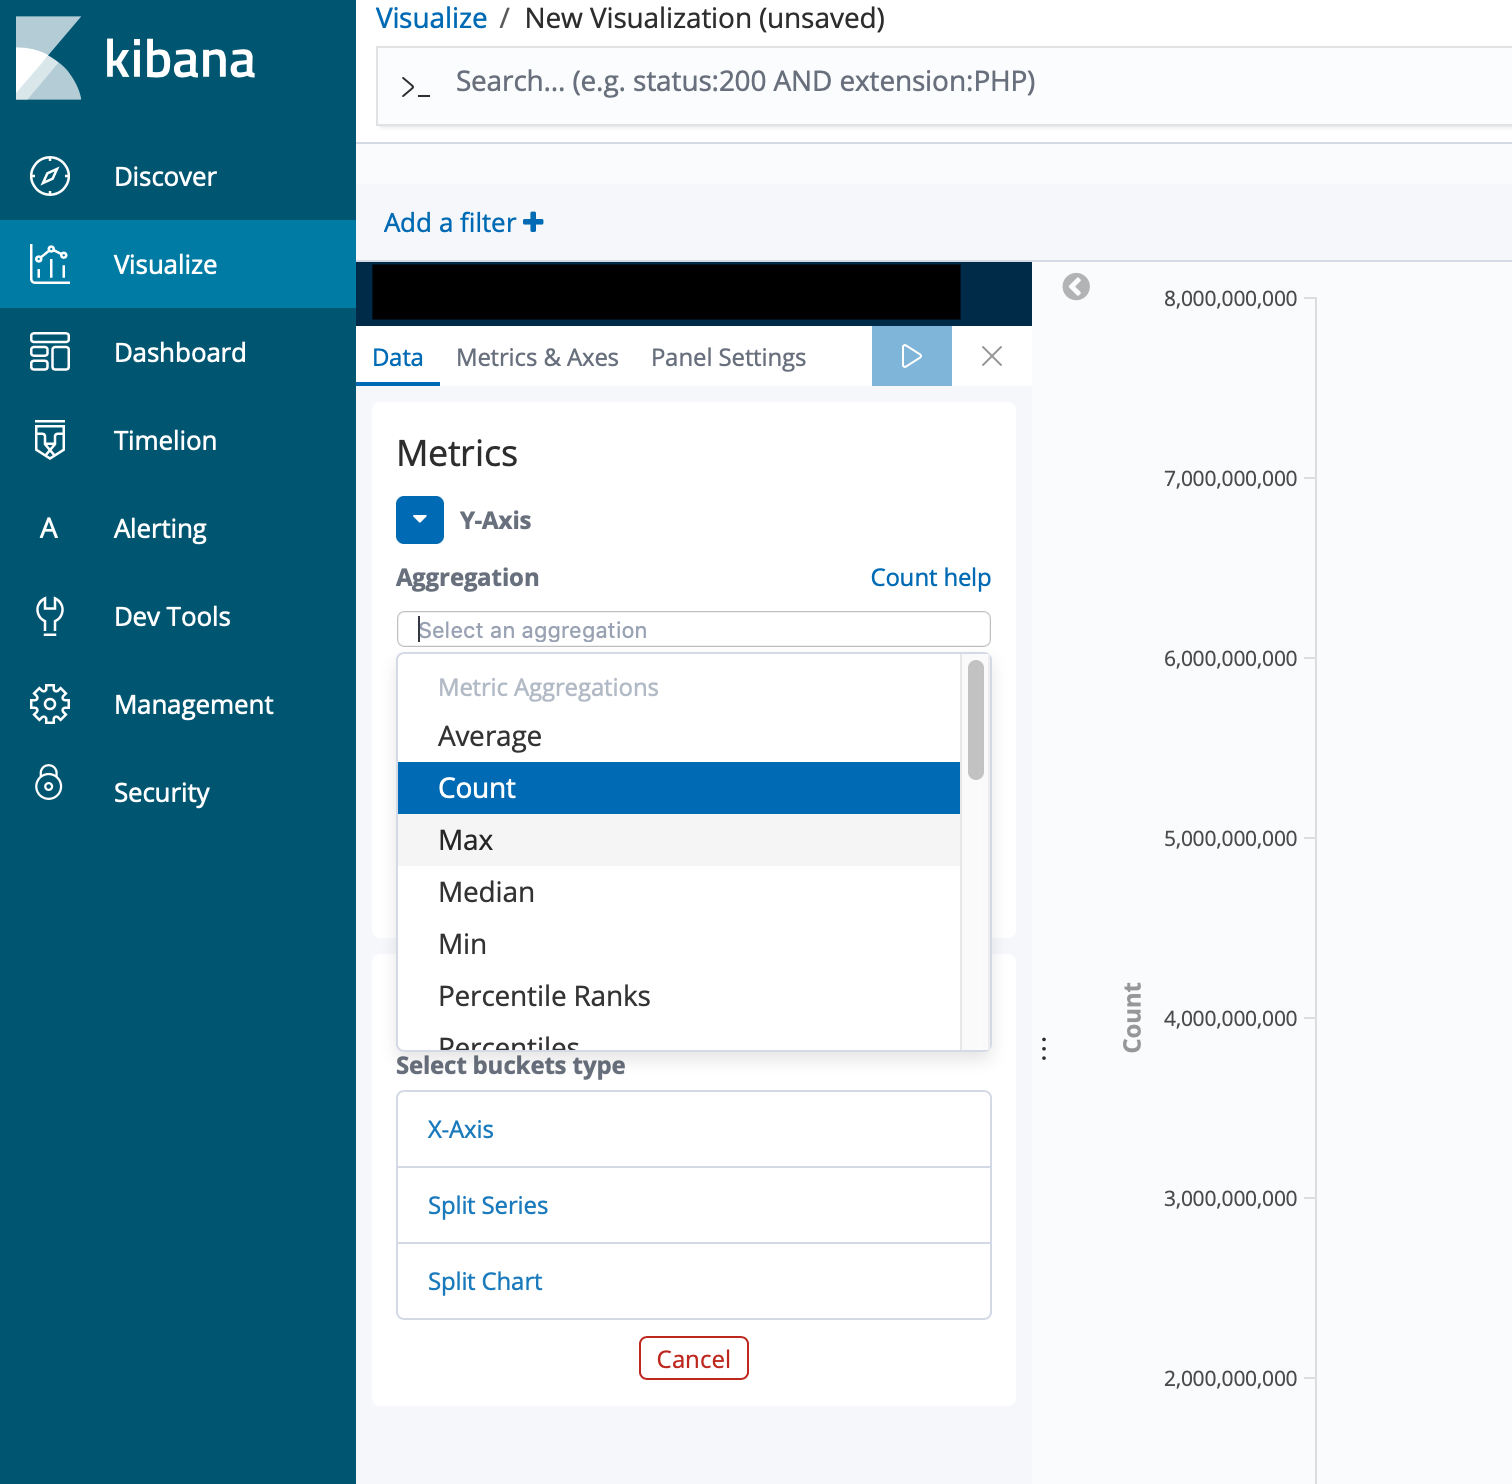 kibana
Discover
Visualize
Dashboard
Timelion
A Alerting
Dev Tools
Management
Security
Visualize / New Visualization (unsaved)
>_ Search... (e.g. status:200 AND extension:PHP)
Add a filter +
Data Metrics & Axes Panel Settings
Metrics
Y-Axis
Aggregation Count help
Select an aggregation
Metric Aggregations
Average
Count
Max
Median
Min
Percentile Ranks
Percentiles
Select buckets type
X-Axis
Split Series
Split Chart
Cancel
8,000,000,000
7,000,000,000
6,000,000,000
5,000,000,000
4,000,000,000
3,000,000,000
2,000,000,000
Count